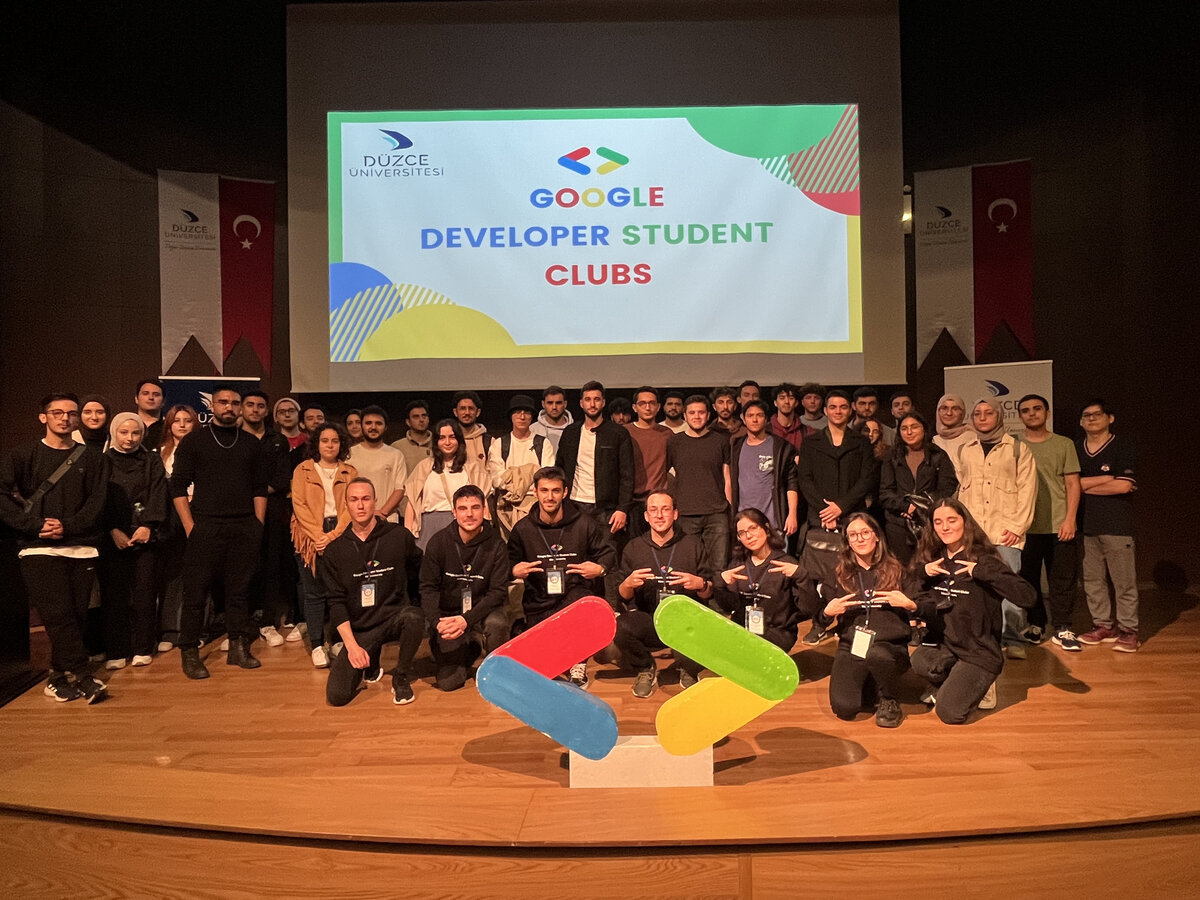 DÜZCE
ÜNİVERSİTESİ
GOOGLE
DEVELOPER STUDENT
CLUBS
DÜZCE
ÜNİVERSİTESİ
DÜZCE
ÜNİVERSİTESİ